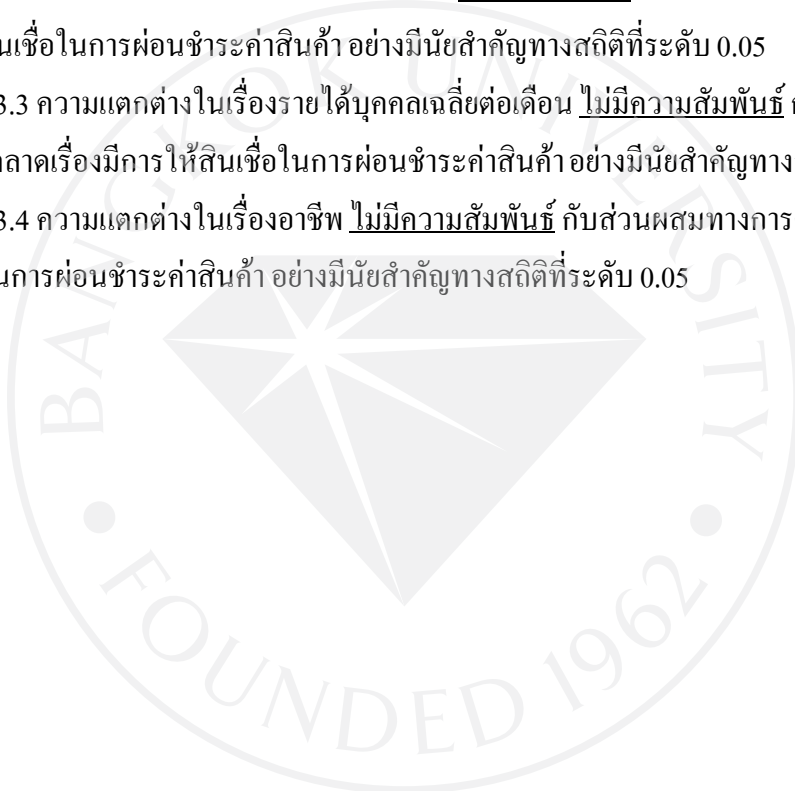 นเชื่อในการผ่อนชำระค่าสินค้า อย่างมีนัยสำคัญทางสถิติที่ระดับ 0.05
3.3 ความแตกต่างในเรื่องรายได้บุคคลเฉลี่ยต่อเดือน ไม่มีความสัมพันธ์
ลาดเรื่องมีการให้สินเชื่อในการผ่อนชำระค่าสินค้า อย่างมีนัยสำคัญทาง
3.4 ความแตกต่างในเรื่องอาชีพ ไม่มีความสัมพันธ์ กับส่วนผสมทางการ
นการผ่อนชำระค่าสินค้า อย่างมีนัยสำคัญทางสถิติที่ระดับ 0.05
BANGKOK UNIVERSITY
FOUNDED 1962